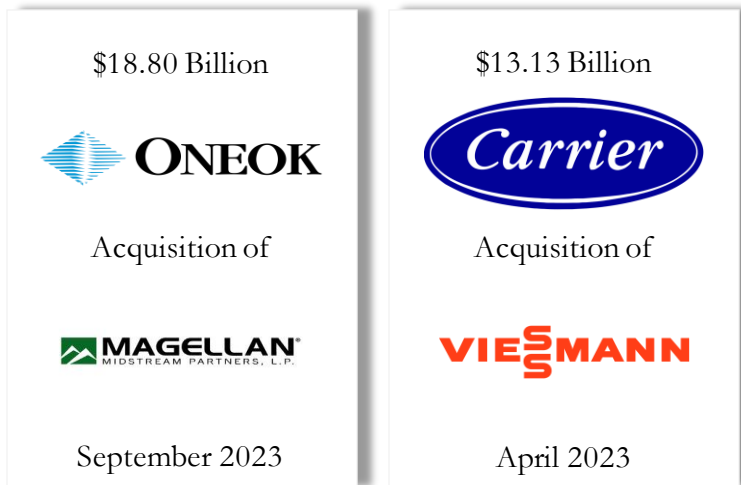 $18.80 Billion
ONEOK
Acquisition of
MAGELLAN®
MIDSTREAM PARTNERS, L.P.
September 2023
$13.13 Billion
Carrier
Acquisition of
VIESSMANN
April 2023